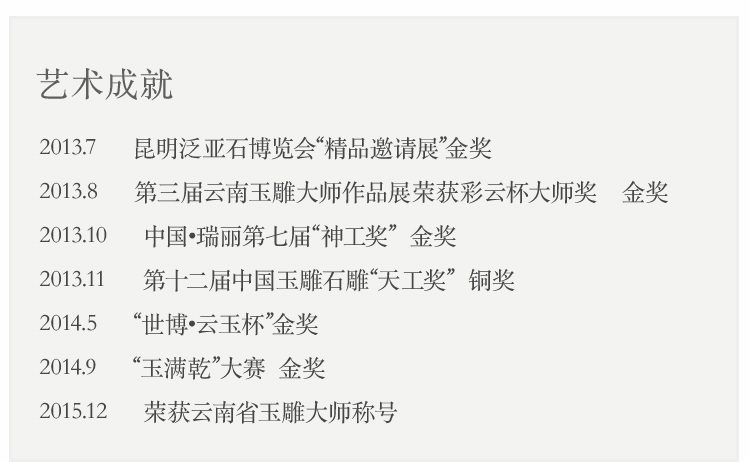 艺术成就
2013.7 昆明泛亚石博览会“精品邀请展”金奖
2013.8 第三届云南玉雕大师作品展荣获彩云杯大师奖 金奖
2013.10 中国•瑞丽第七届“神工奖” 金奖
2013.11 第十二届中国玉雕石雕“天工奖” 铜奖
2014.5 “世博•云玉杯”金奖
2014.9 “玉满乾”大赛 金奖
2015.12 荣获云南省玉雕大师称号